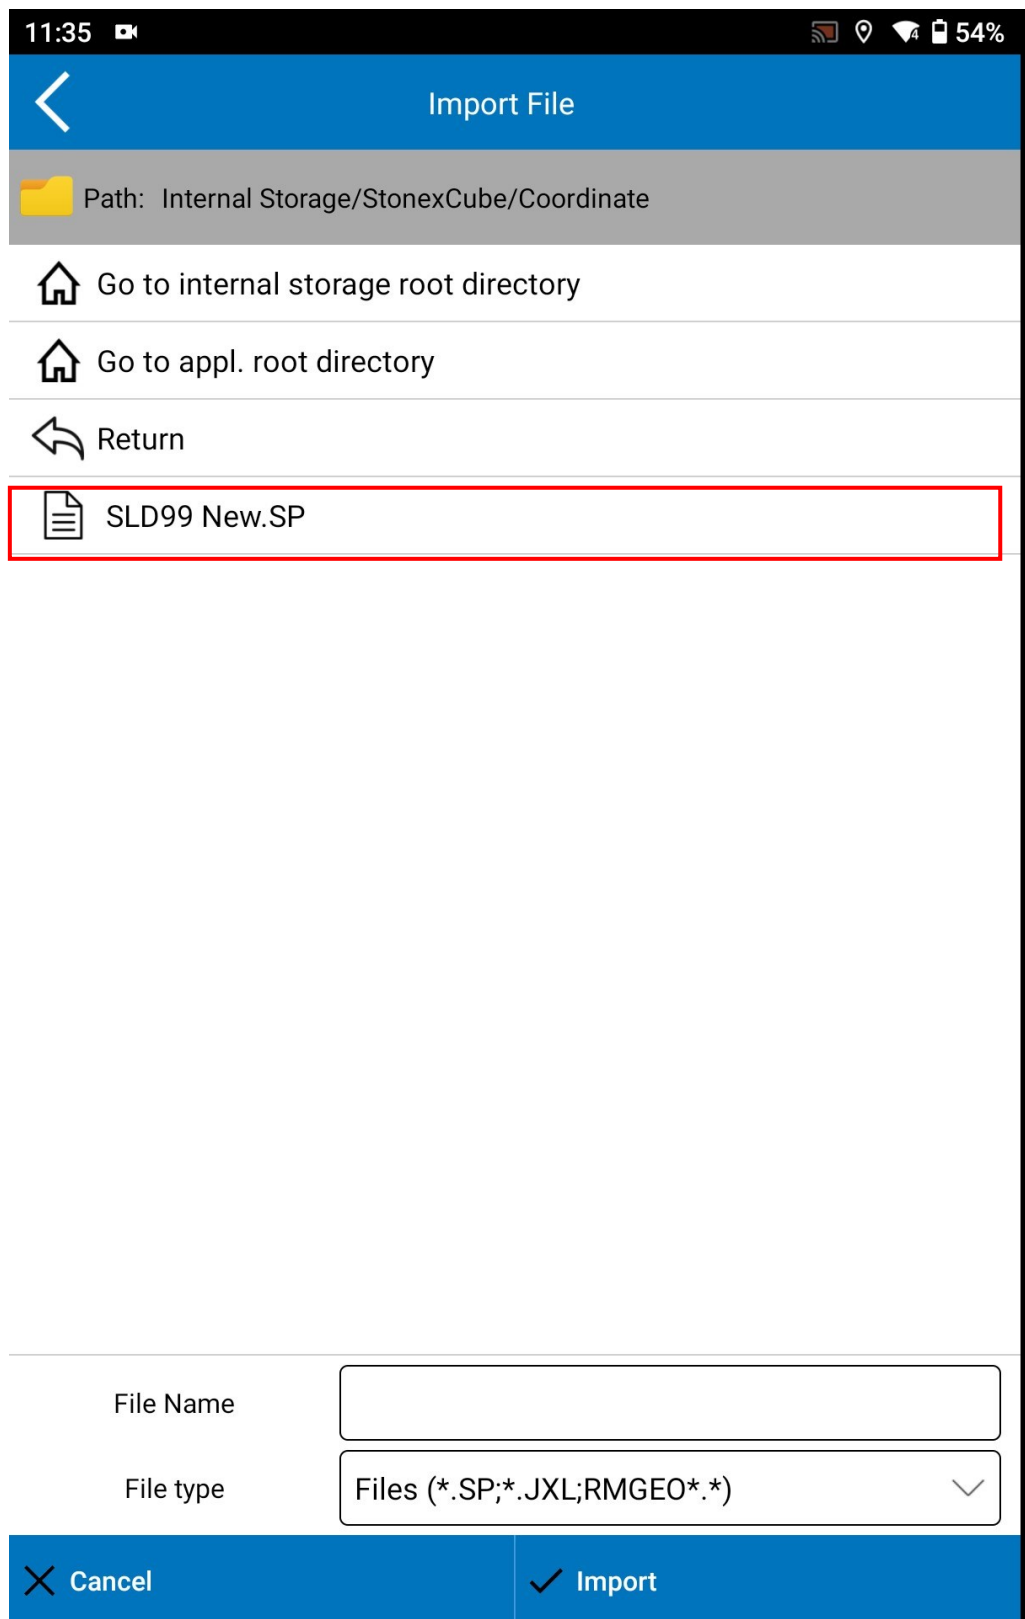 11:35 54%
Import File
Path: Internal Storage/StonexCube/Coordinate
Go to internal storage root directory
Go to appl. root directory
Return
SLD99 New.SP
File Name
File type Files (*.SP;*.JXL;RMGEO*.*)
Cancel Import